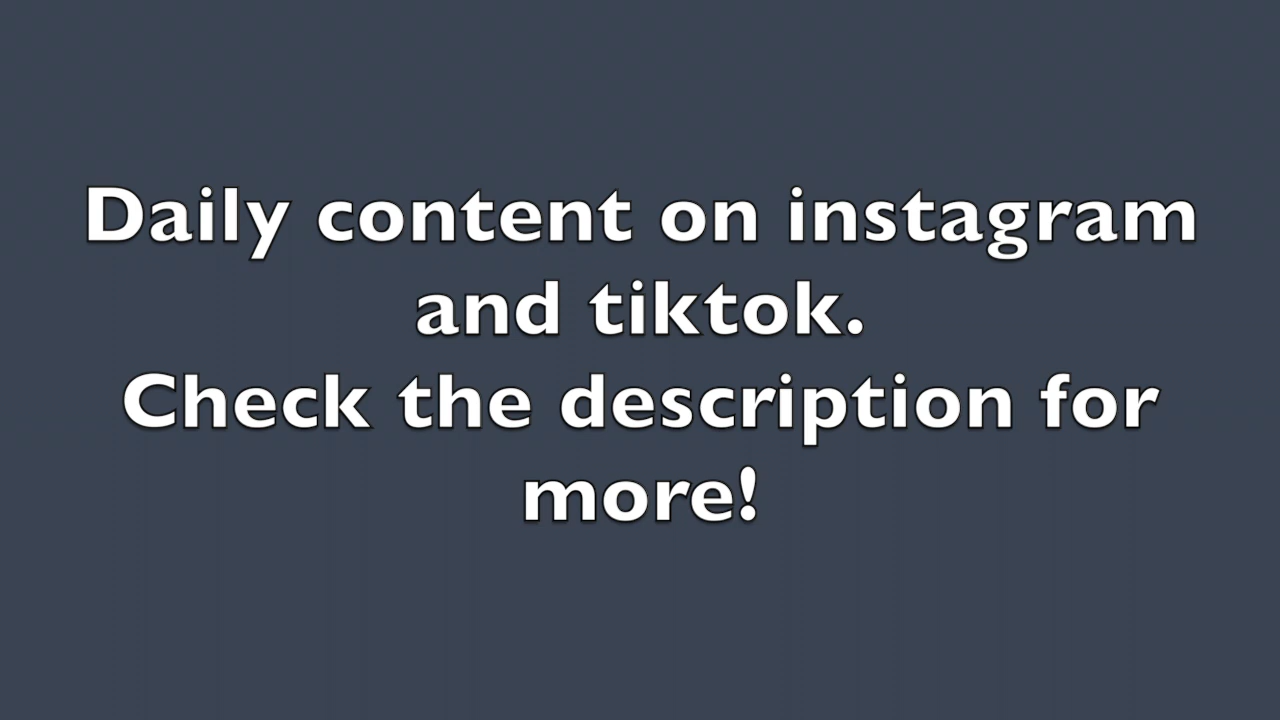 Daily content on instagram
and tiktok.
Check the description for
more!